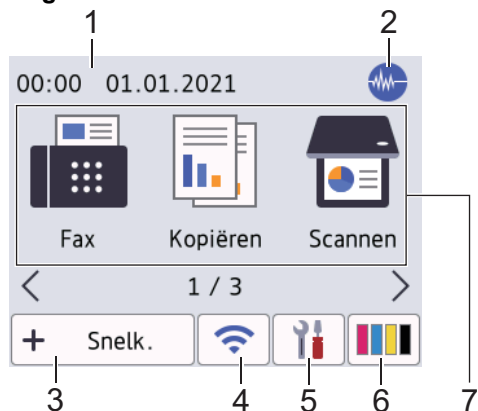 1 2
00:00 01.01.2021
Fax Kopiëren Scannen
1 / 3
+ Snelk.
3 4 5 6 7